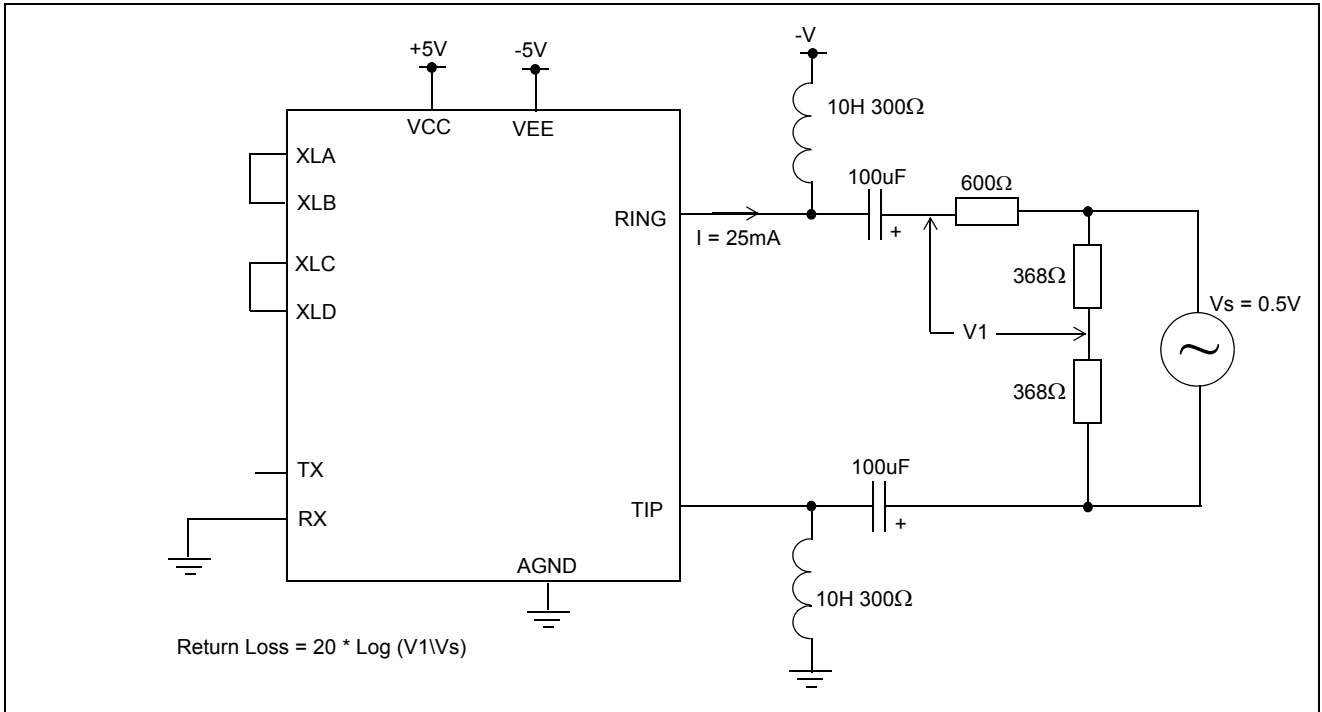 +5V
-5V
-V
VCC
VEE
10H 300Ω
XLA
XLB
100uF
600Ω
RING
I = 25mA
+
XLC
XLD
368Ω
Vs = 0.5V
V1
368Ω
TX
100uF
RX
TIP
+
AGND
10H 300Ω
Return Loss = 20 * Log (V1\Vs)